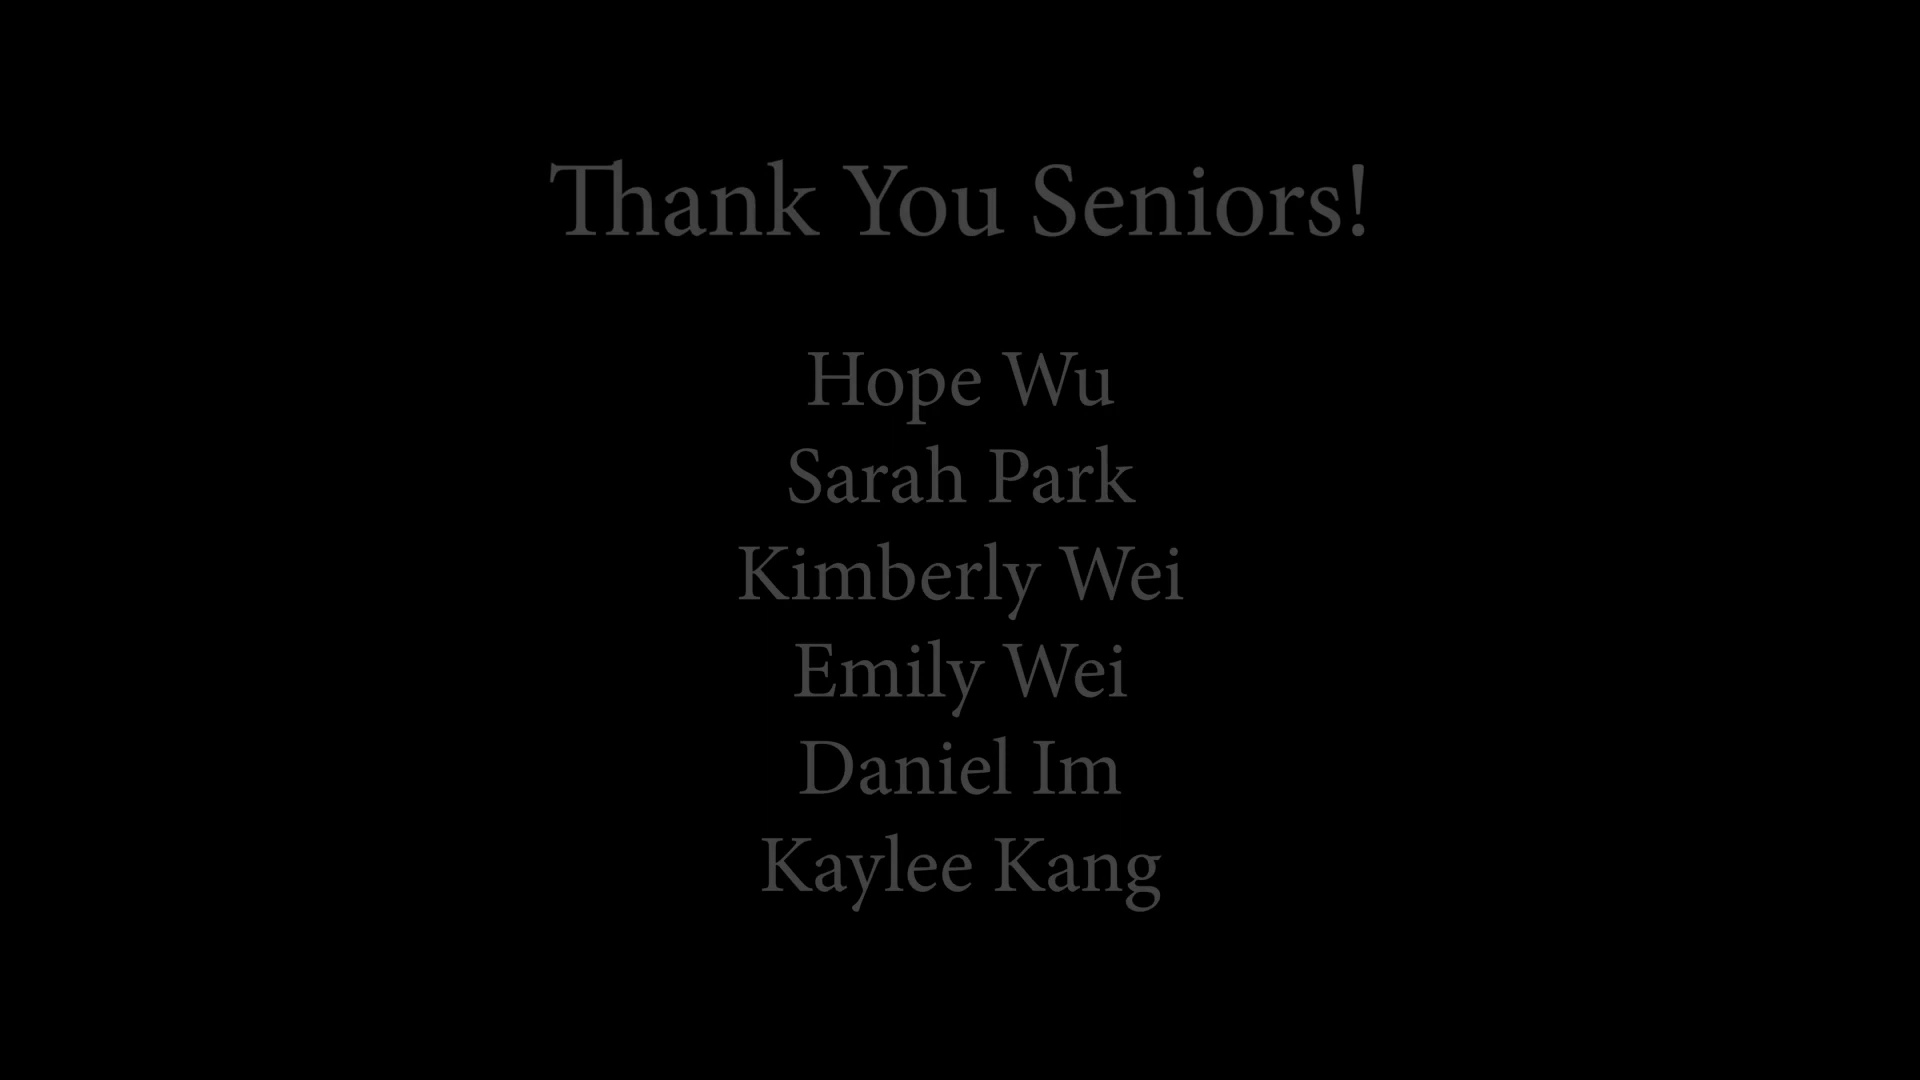 Thank You Seniors!
Hope Wu
Sarah Park
Kimberly Wei
Emily Wei
Daniel Im
Kaylee Kang